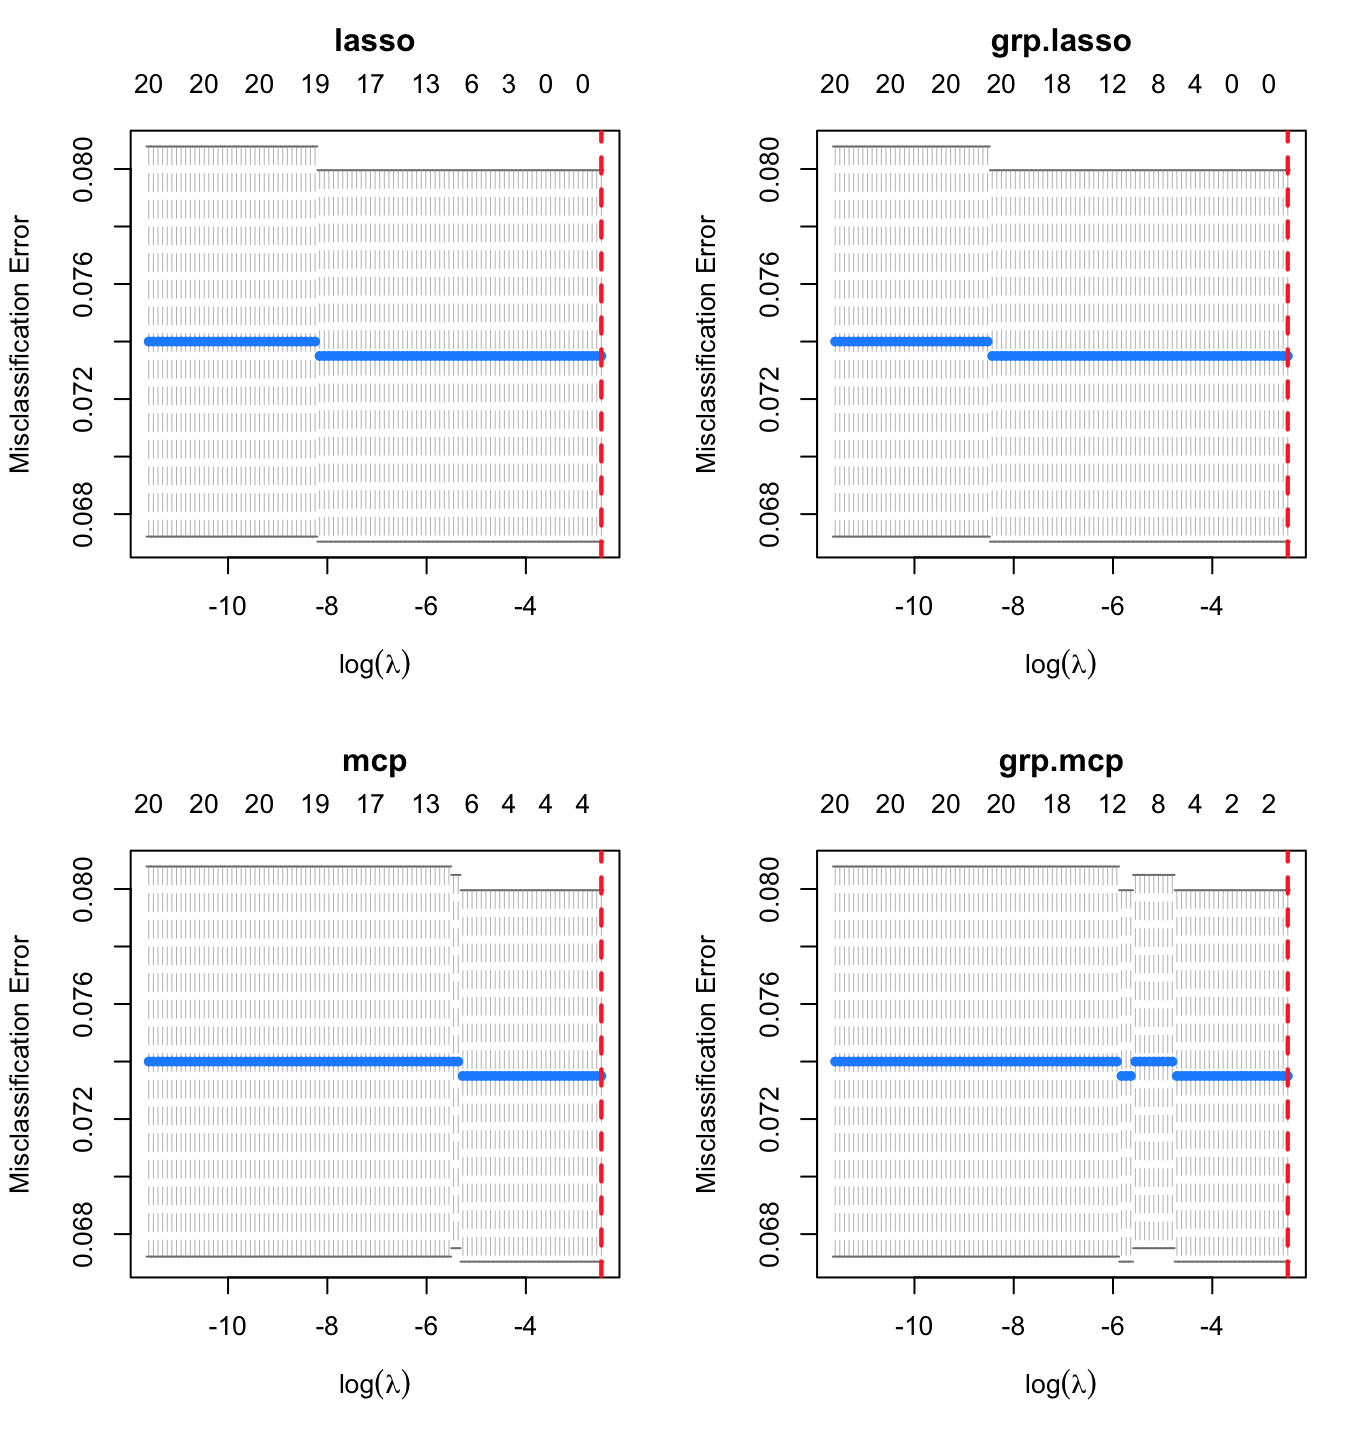 lasso
20 20 20 19 17 13 6 3 0 0
Misclassification Error
0.080
0.076
0.072
0.068
-10 -8 -6 -4
log(λ)
grp.lasso
20 20 20 20 18 12 8 4 0 0
Misclassification Error
0.080
0.076
0.072
0.068
-10 -8 -6 -4
log(λ)
mcp
20 20 20 19 17 13 6 4 4 4
Misclassification Error
0.080
0.076
0.072
0.068
-10 -8 -6 -4
log(λ)
grp.mcp
20 20 20 20 18 12 8 4 2 2
Misclassification Error
0.080
0.076
0.072
0.068
-10 -8 -6 -4
log(λ)